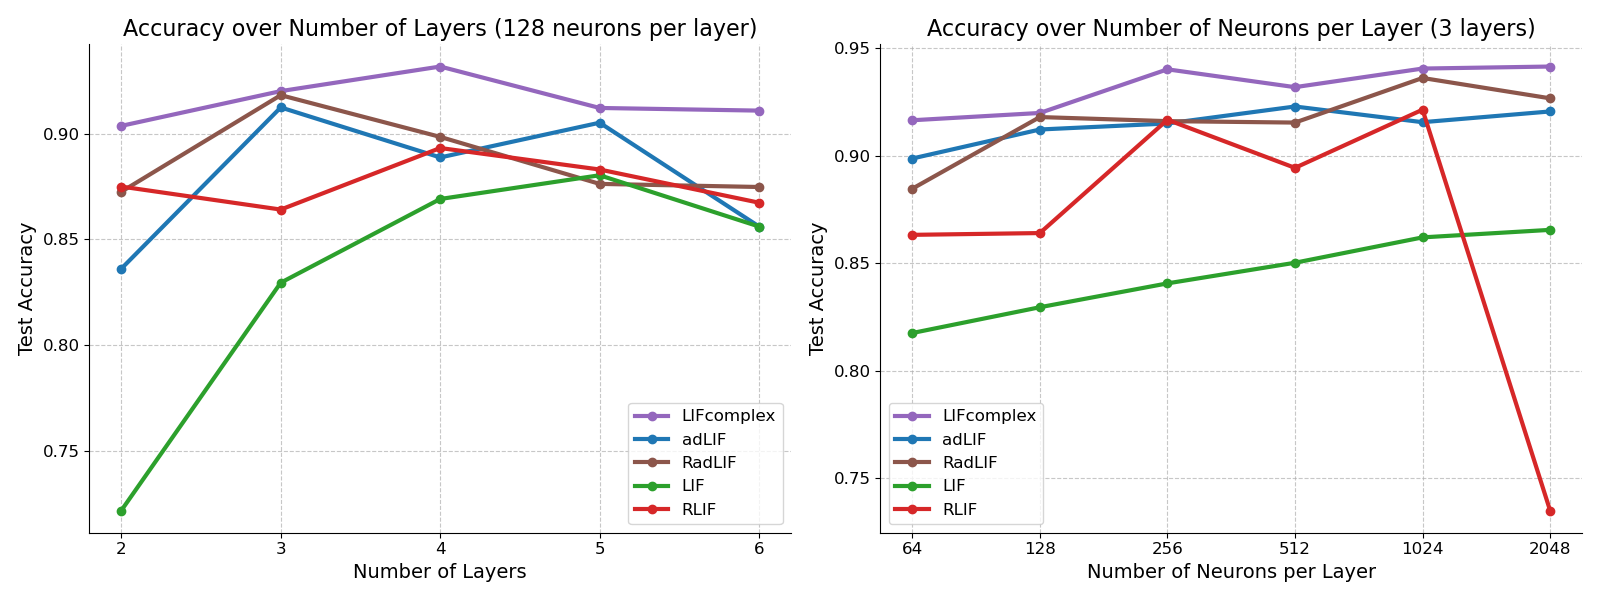 Accuracy over Number of Layers (128 neurons per layer)
Test Accuracy
0.90
0.85
0.80
0.75
2 3 4 5 6
Number of Layers
LIFcomplex
adLIF
RadLIF
LIF
RLIF
Accuracy over Number of Neurons per Layer (3 layers)
Test Accuracy
0.95
0.90
0.85
0.80
0.75
64 128 256 512 1024 2048
Number of Neurons per Layer
LIFcomplex
adLIF
RadLIF
LIF
RLIF